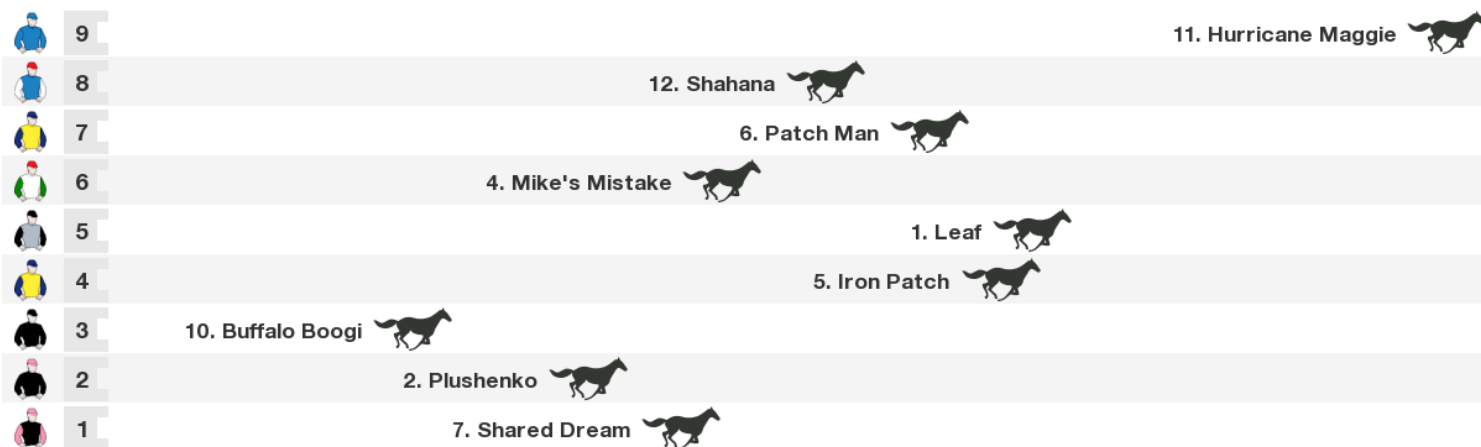 9 11. Hurricane Maggie
8 12. Shahana
7 6. Patch Man
6 4. Mike's Mistake
5 1. Leaf
4 5. Iron Patch
3 10. Buffalo Boogi
2 2. Plushenko
1 7. Shared Dream